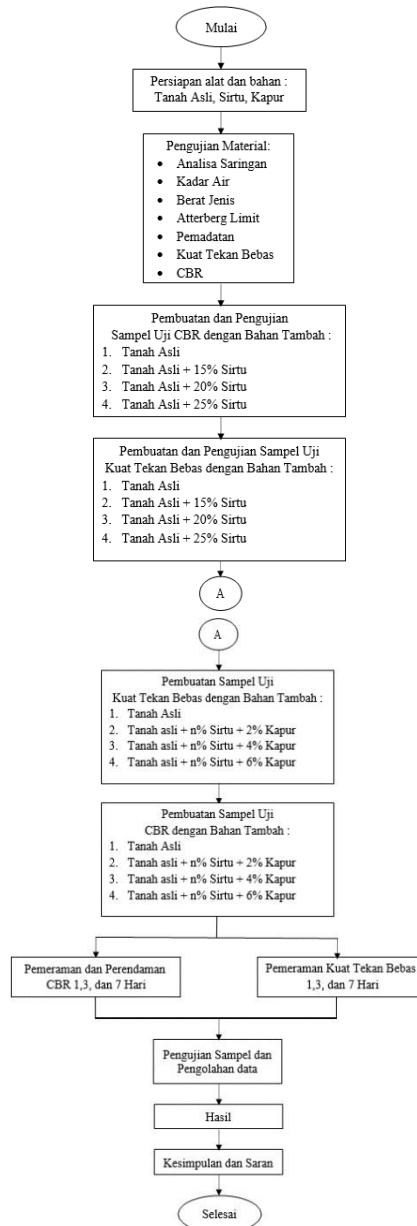 Mulai
Persiapan alat dan bahan :
Tanah Asli, Sirtu, Kapur
Pengujian Material:
• Analisa Saringan
• Kadar Air
• Berat Jenis
• Atterberg Limit
• Pemadatan
• Kuat Tekan Bebas
• CBR
Pembuatan dan Pengujian
Sampel Uji CBR dengan Bahan Tambah :
1. Tanah Asli
2. Tanah Asli + 15% Sirtu
3. Tanah Asli + 20% Sirtu
4. Tanah Asli + 25% Sirtu
Pembuatan dan Pengujian Sampel Uji
Kuat Tekan Bebas dengan Bahan Tambah :
1. Tanah Asli
2. Tanah Asli + 15% Sirtu
3. Tanah Asli + 20% Sirtu
4. Tanah Asli + 25% Sirtu
A
A
Pembuatan Sampel Uji
Kuat Tekan Bebas dengan Bahan Tambah :
1. Tanah Asli
2. Tanah asli + n% Sirtu + 2% Kapur
3. Tanah asli + n% Sirtu + 4% Kapur
4. Tanah asli + n% Sirtu + 6% Kapur
Pembuatan Sampel Uji
CBR dengan Bahan Tambah :
1. Tanah Asli
2. Tanah asli + n% Sirtu + 2% Kapur
3. Tanah asli + n% Sirtu + 4% Kapur
4. Tanah asli + n% Sirtu + 6% Kapur
Pemeraman dan Perendaman
CBR 1,3, dan 7 Hari
Pemeraman Kuat Tekan Bebas
1,3, dan 7 Hari
Pengujian Sampel dan
Pengolahan data
Hasil
Kesimpulan dan Saran
Selesai